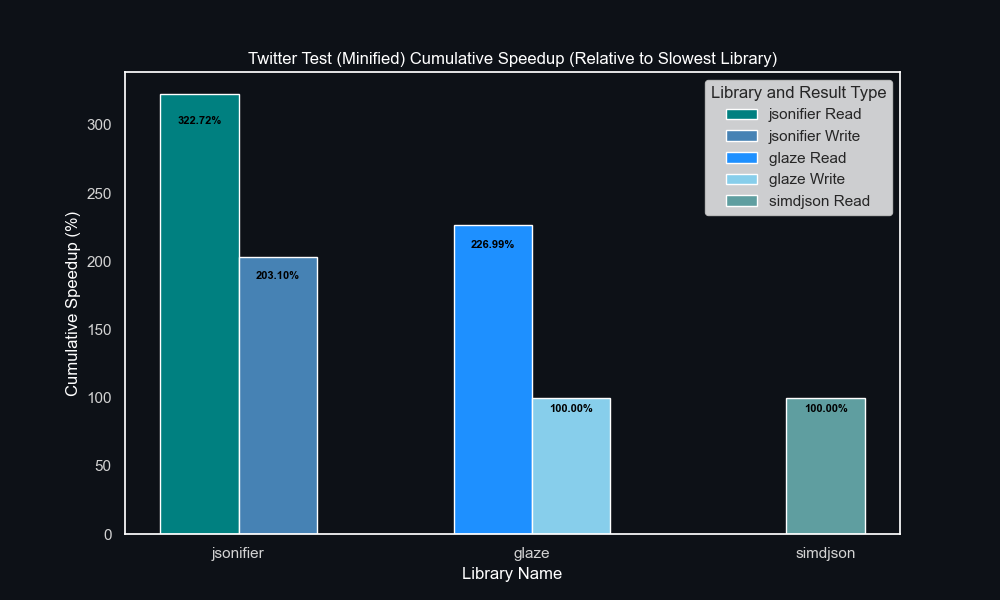 Twitter Test (Minified) Cumulative Speedup (Relative to Slowest Library)
Library and Result Type
jsonifier Read
jsonifier Write
glaze Read
glaze Write
simdjson Read
Cumulative Speedup (%)
300
250
200
150
100
50
0
322.72%
203.10%
226.99%
100.00%
100.00%
jsonifier
glaze
simdjson
Library Name